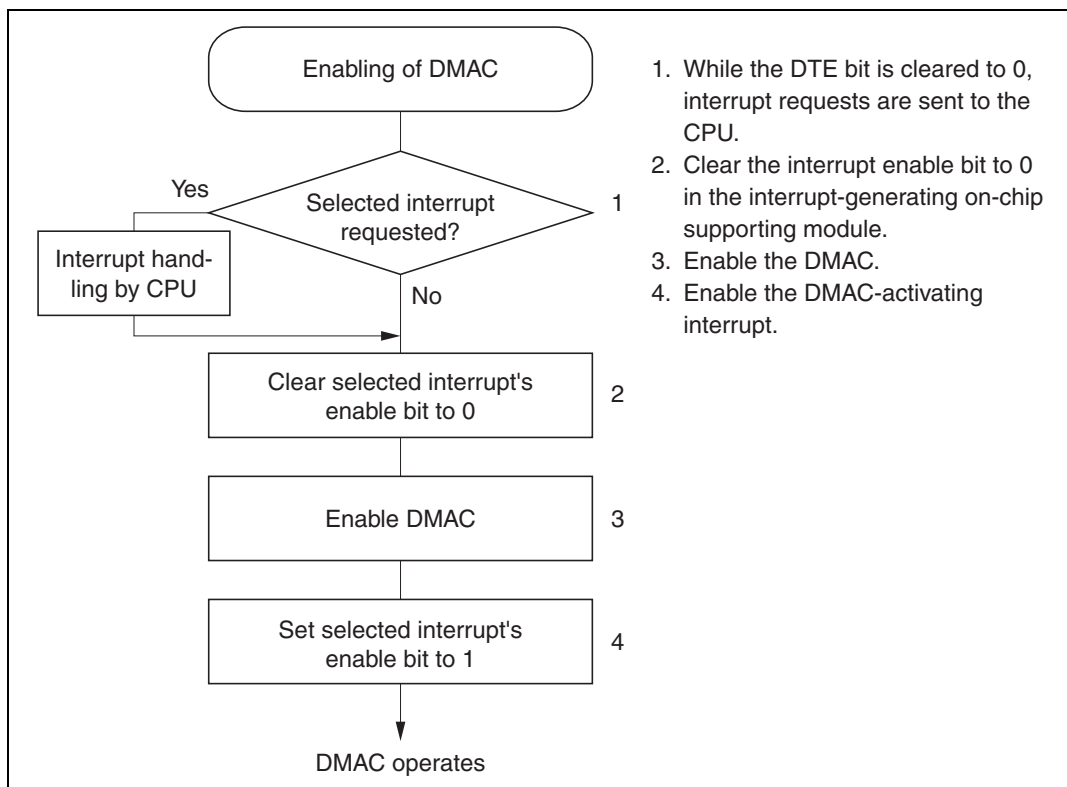 Enabling of DMAC
Yes
Selected interrupt
requested?
1
Interrupt hand-
ling by CPU
No
Clear selected interrupt's
enable bit to 0
2
Enable DMAC
3
Set selected interrupt's
enable bit to 1
4
DMAC operates
1. While the DTE bit is cleared to 0,
interrupt requests are sent to the
CPU.
2. Clear the interrupt enable bit to 0
in the interrupt-generating on-chip
supporting module.
3. Enable the DMAC.
4. Enable the DMAC-activating
interrupt.